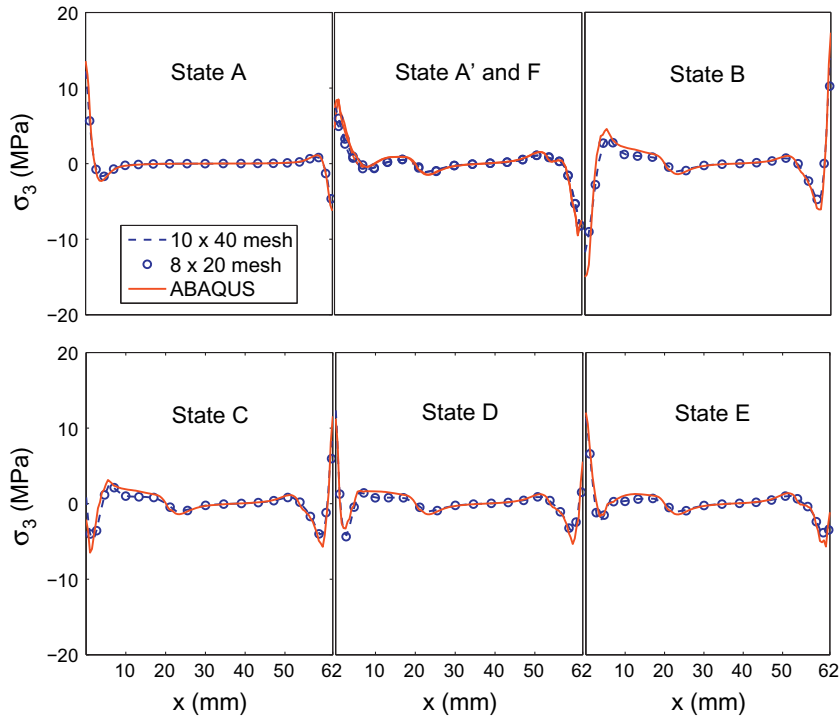 20
10
0
-10
-20
σ3 (MPa)
State A
State A' and F
State B
10 x 40 mesh
8 x 20 mesh
ABAQUS
20
10
0
-10
-20
σ3 (MPa)
State C
State D
State E
10 20 30 40 50 62
10 20 30 40 50 62
10 20 30 40 50 62
x (mm)
x (mm)
x (mm)